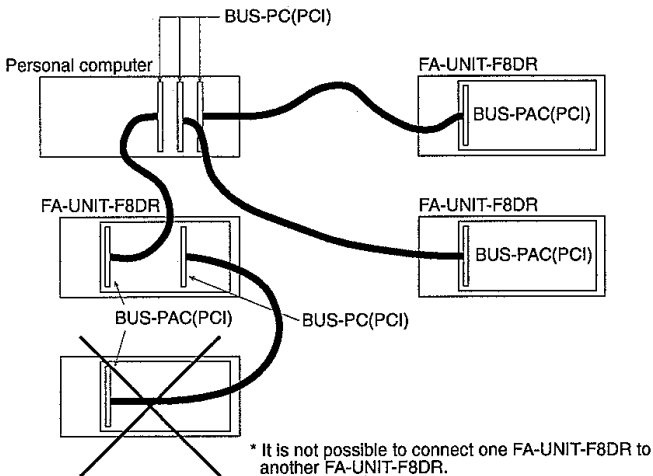 BUS-PC(PCI)
Personal computer
FA-UNIT-F8DR
BUS-PAC(PCI)
FA-UNIT-F8DR
FA-UNIT-F8DR
BUS-PAC(PCI)
BUS-PAC(PCI)
BUS-PC(PCI)
* It is not possible to connect one FA-UNIT-F8DR to
another FA-UNIT-F8DR.